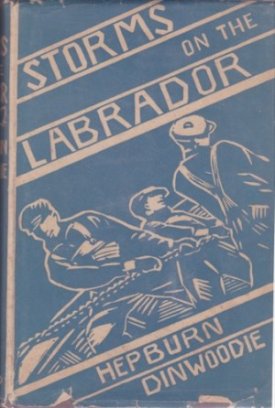 STORMS
ON THE
LABRADOR
HEPBURN
DINWOODIE